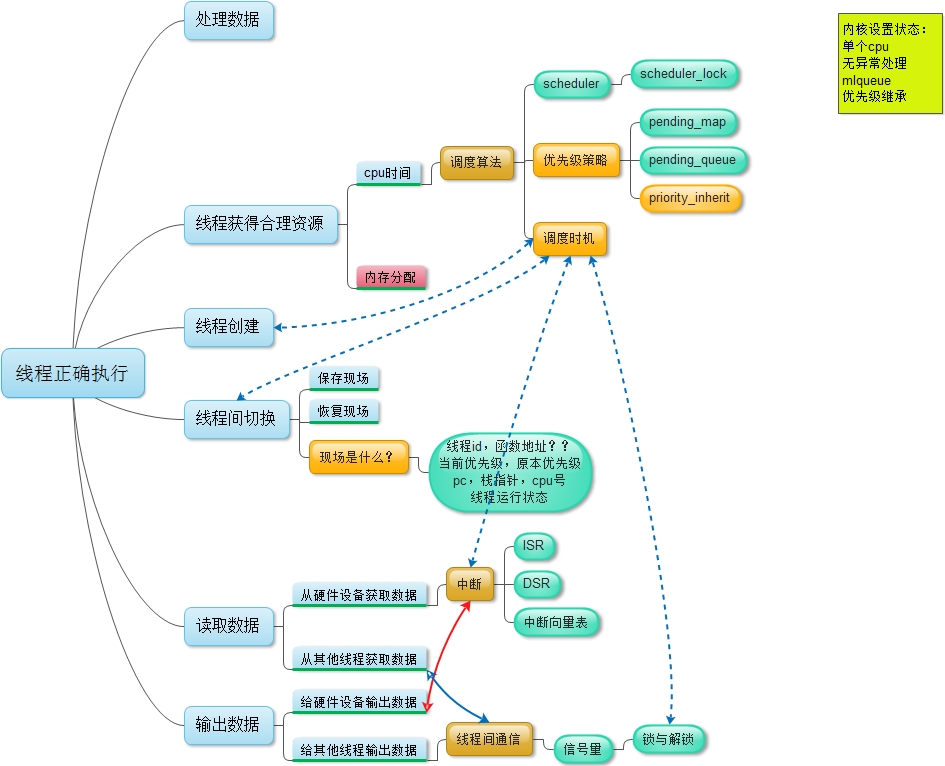 处理数据
内核设置状态：
单个cpu
无异常处理
mlqueue
优先级继承
scheduler
scheduler_lock
pending_map
调度算法
优先级策略
pending_queue
cpu时间
priority_inherit
线程获得合理资源
调度时机
内存分配
线程创建
线程正确执行
保存现场
线程间切换
恢复现场
现场是什么？
线程id，函数地址？？
当前优先级，原本优先级
pc，栈指针，cpu号
线程运行状态
ISR
中断
DSR
从硬件设备获取数据
中断向量表
读取数据
从其他线程获取数据
给硬件设备输出数据
输出数据
线程间通信
锁与解锁
给其他线程输出数据
信号量